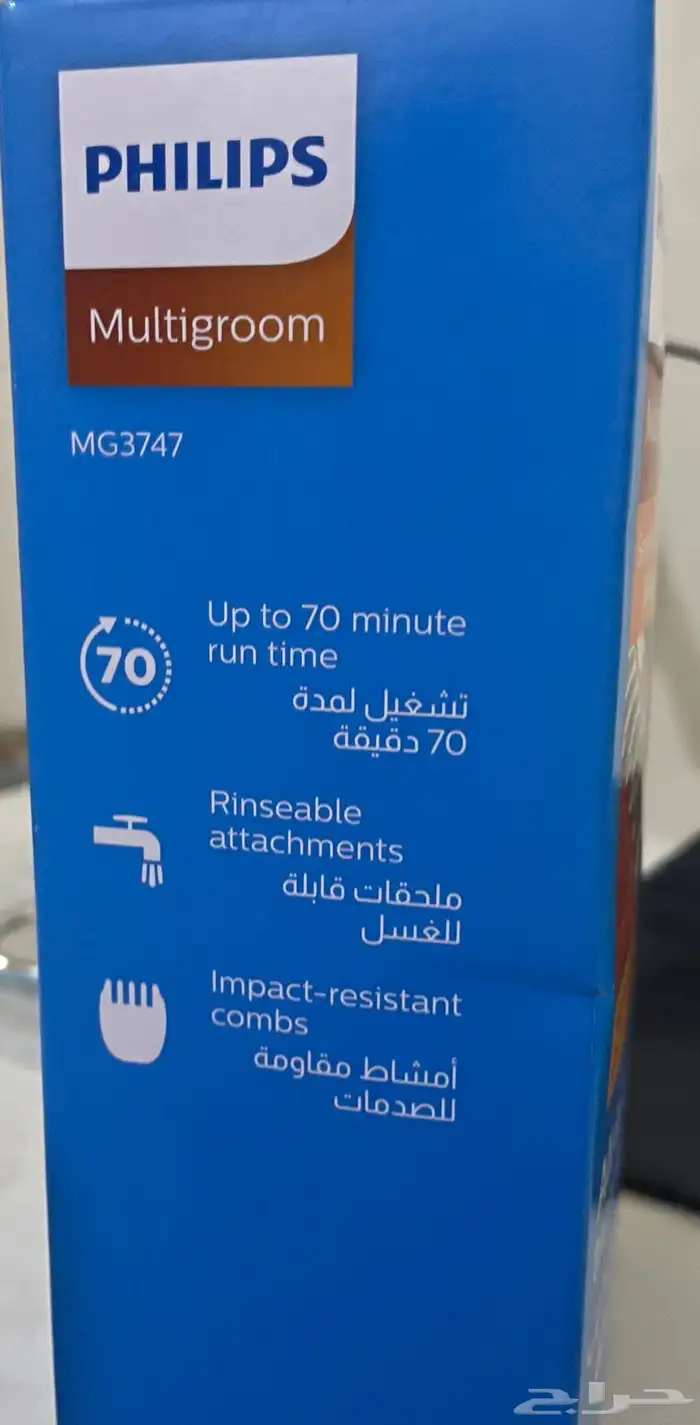 PHILIPS
Multigroom
MG3747
70
Up to 70 minute
run time
تشغيل لمدة
70 دقيقة
Rinseable
attachments
ملحقات قابلة
للغسل
Impact-resistant
combs
أمشاط مقاومة
للصدمات
حراج